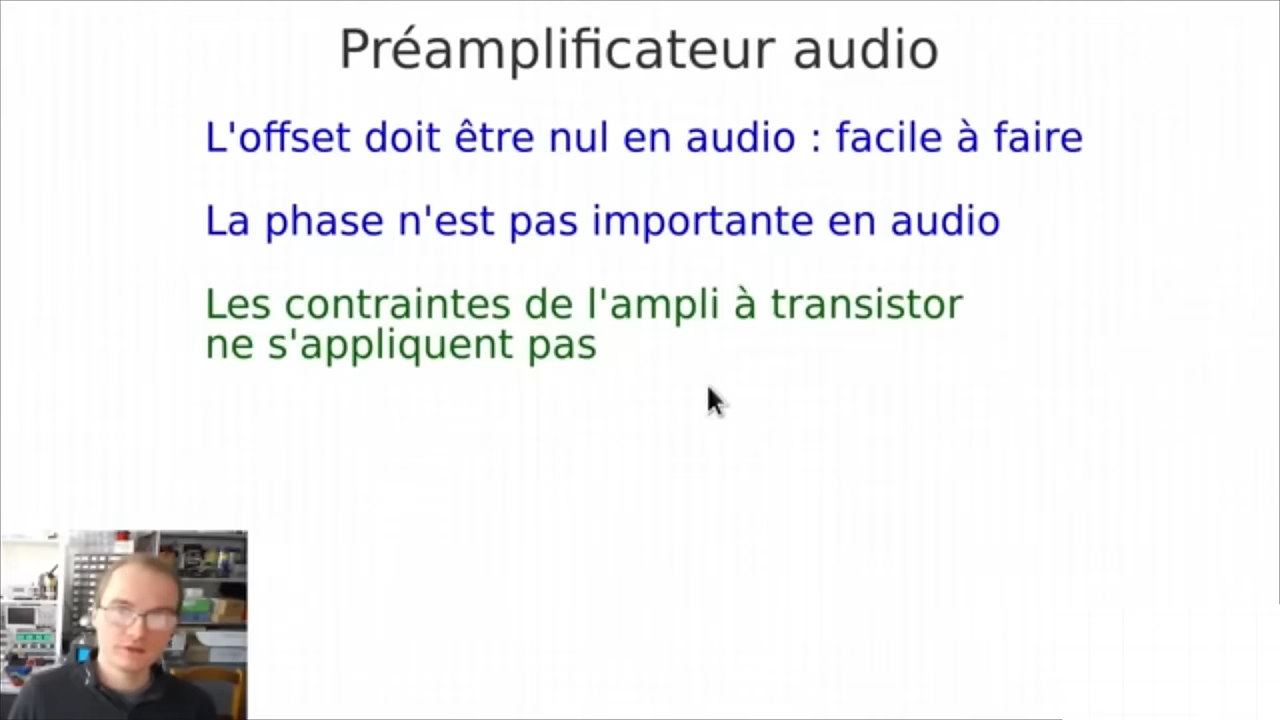 Préamplificateur audio
L'offset doit être nul en audio : facile à faire
La phase n'est pas importante en audio
Les contraintes de l'ampli à transistor
ne s'appliquent pas